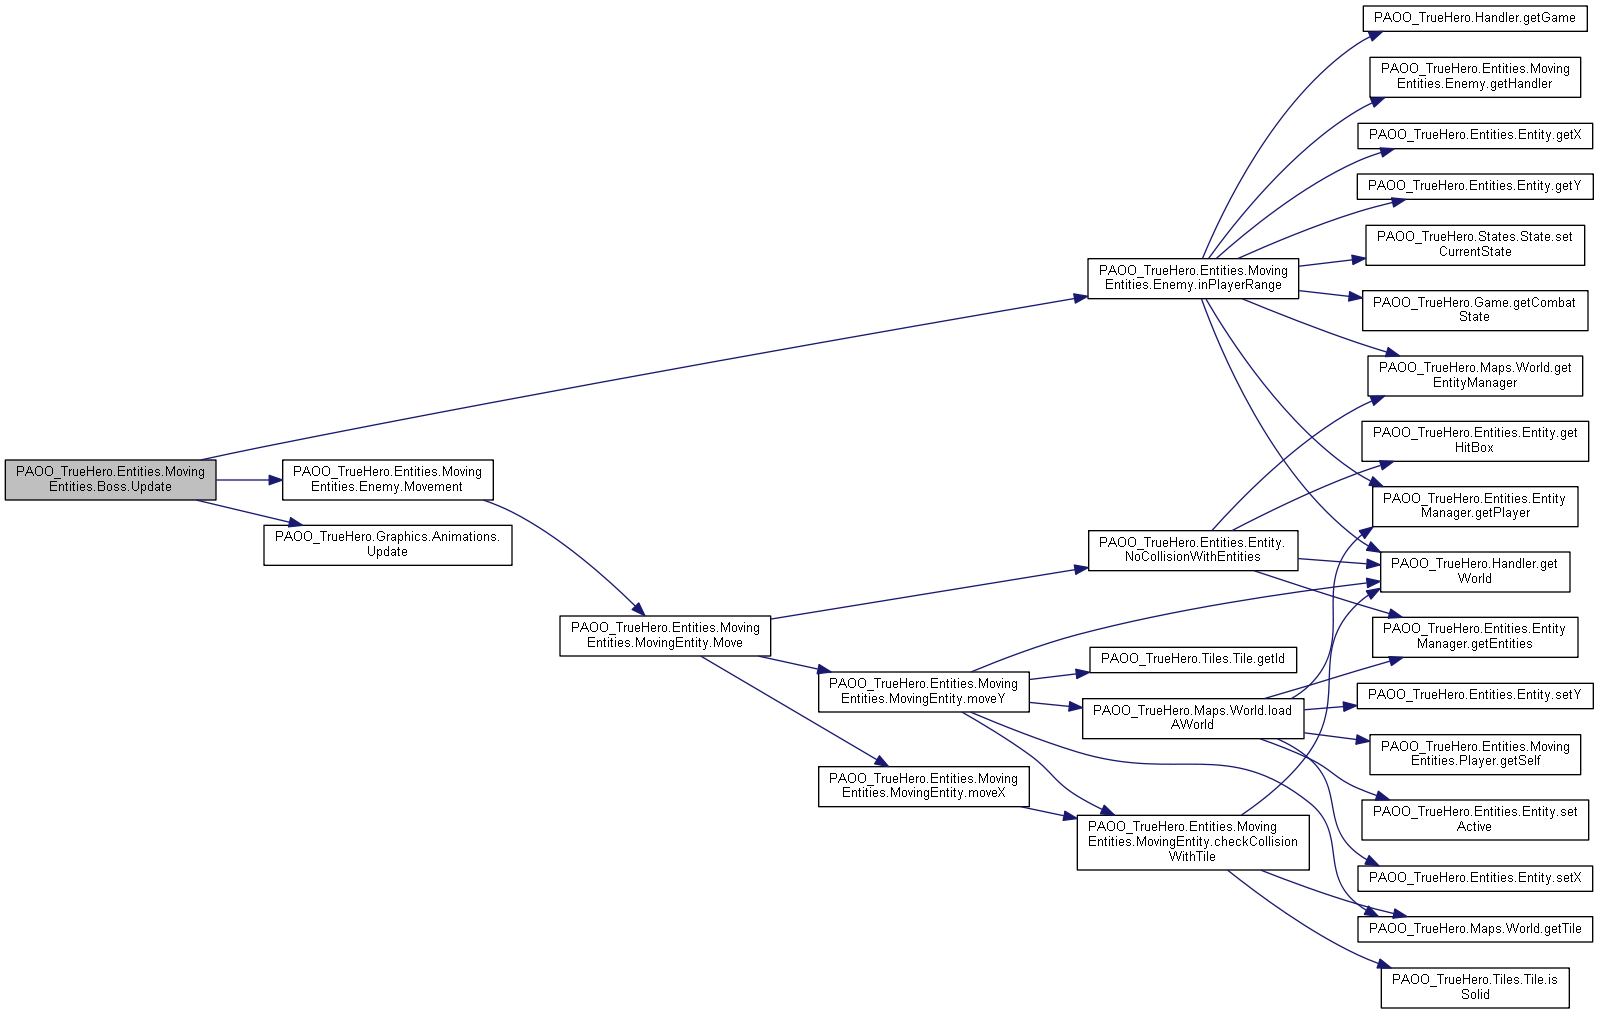 PAOO_TrueHero.Entities.Moving
Entities.Boss.Update
PAOO_TrueHero.Entities.Moving
Entities.Enemy.Movement
PAOO_TrueHero.Graphics.Animations.
Update
PAOO_TrueHero.Entities.Moving
Entities.MovingEntity.Move
PAOO_TrueHero.Entities.Moving
Entities.MovingEntity.moveY
PAOO_TrueHero.Entities.Moving
Entities.MovingEntity.moveX
PAOO_TrueHero.Entities.Moving
Entities.Enemy.inPlayerRange
PAOO_TrueHero.Entities.Entity.
NoCollisionWithEntities
PAOO_TrueHero.Tiles.Tile.getId
PAOO_TrueHero.Maps.World.load
AWorld
PAOO_TrueHero.Entities.Moving
Entities.MovingEntity.checkCollision
WithTile
PAOO_TrueHero.Handler.getGame
PAOO_TrueHero.Entities.Moving
Entities.Enemy.getHandler
PAOO_TrueHero.Entities.Entity.getX
PAOO_TrueHero.Entities.Entity.getY
PAOO_TrueHero.States.State.set
CurrentState
PAOO_TrueHero.Game.getCombat
State
PAOO_TrueHero.Maps.World.get
EntityManager
PAOO_TrueHero.Entities.Entity.get
HitBox
PAOO_TrueHero.Entities.Entity
Manager.getPlayer
PAOO_TrueHero.Handler.get
World
PAOO_TrueHero.Entities.Entity
Manager.getEntities
PAOO_TrueHero.Entities.Entity.setY
PAOO_TrueHero.Entities.Moving
Entities.Player.getSelf
PAOO_TrueHero.Entities.Entity.set
Active
PAOO_TrueHero.Entities.Entity.setX
PAOO_TrueHero.Maps.World.getTile
PAOO_TrueHero.Tiles.Tile.is
Solid